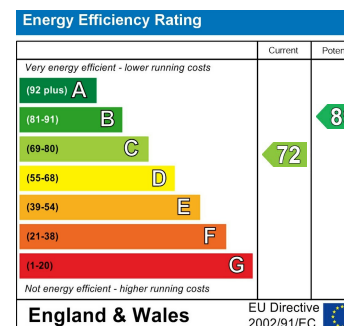 Energy Efficiency Rating
Current
Very energy efficient - lower running costs
(92 plus) A
(81-91) B
(69-80) C
72
(55-68) D
(39-54) E
(21-38) F
(1-20) G
Not energy efficient - higher running costs
England & Wales
EU Directive
2002/91/EC